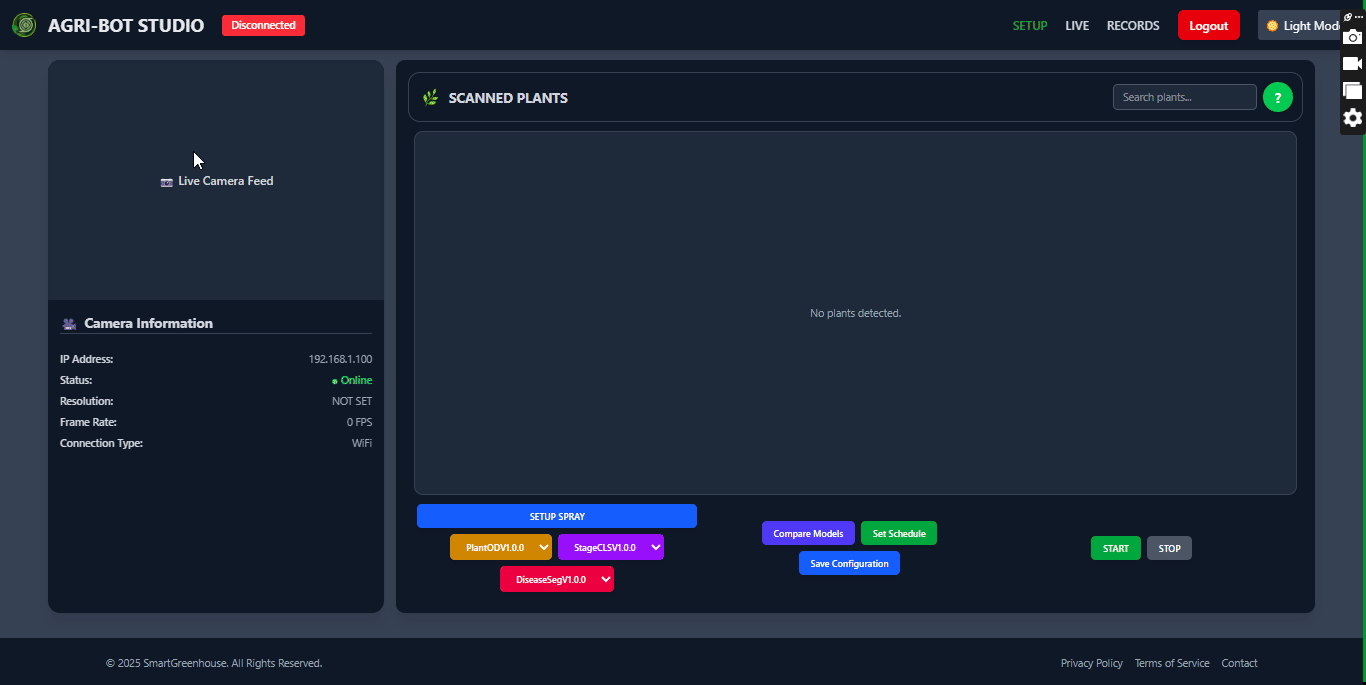 AGRI-BOT STUDIO
Disconnected
SETUP
LIVE
RECORDS
Logout
Light Mod
Live Camera Feed
Camera Information
IP Address:
192.168.1.100
Status:
Online
Resolution:
NOT SET
Frame Rate:
0 FPS
Connection Type:
WiFi
SCANNED PLANTS
Search plants...
?
No plants detected.
SETUP SPRAY
PlantODV1.0.0
StageCLSV1.0.0
DiseaseSegV1.0.0
Compare Models
Set Schedule
Save Configuration
START
STOP
© 2025 SmartGreenhouse. All Rights Reserved.
Privacy Policy
Terms of Service
Contact